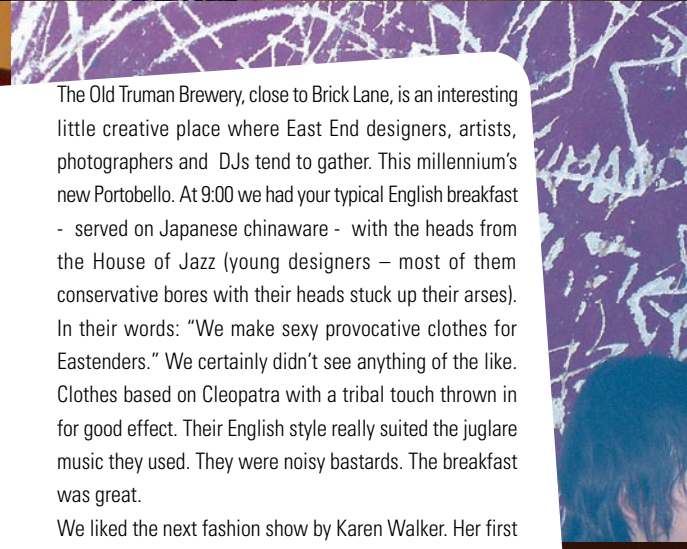 The Old Truman Brewery, close to Brick Lane, is an interesting
little creative place where East End designers, artists,
photographers and DJs tend to gather. This millennium's
new Portobello. At 9:00 we had your typical English breakfast
- served on Japanese chinaware - with the heads from
the House of Jazz (young designers – most of them
conservative bores with their heads stuck up their arses).
In their words: “We make sexy provocative clothes for
Eastenders.” We certainly didn't see anything of the like.
Clothes based on Cleopatra with a tribal touch thrown in
for good effect. Their English style really suited the juglare
music they used. They were noisy bastards. The breakfast
was great.
We liked the next fashion show by Karen Walker. Her first